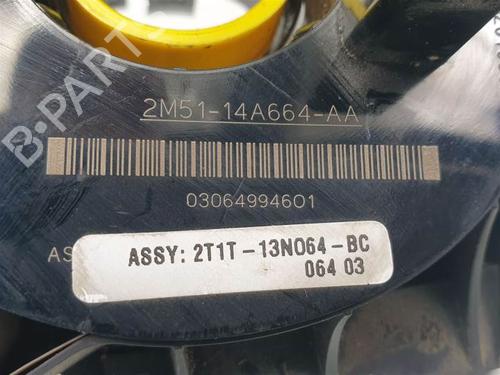 2M51-14A664-AA
03064994601
AS
ASSY: 2T1T-13N064-BC
064 03
B-PARTS